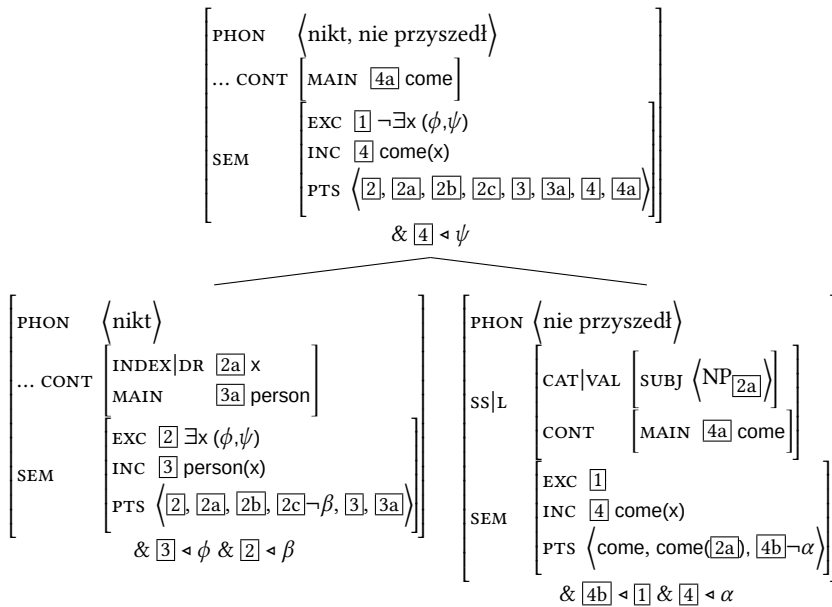 PHON ⟨nikt, nie przyszedł⟩
... CONT [MAIN 4a come]
SEM
EXC 1 ¬∃x (ϕ,ψ)
INC 4 come(x)
PTS ⟨2, 2a, 2b, 2c, 3, 3a, 4, 4a⟩
& 4 ◂ ψ
PHON ⟨nikt⟩
... CONT
INDEX|DR 2a x
MAIN 3a person
SEM
EXC 2 ∃x (ϕ,ψ)
INC 3 person(x)
PTS ⟨2, 2a, 2b, 2c¬β, 3, 3a⟩
& 3 ◂ ϕ & 2 ◂ β
PHON ⟨nie przyszedł⟩
SS|L
CAT|VAL [SUBJ ⟨NP2a⟩]
CONT [MAIN 4a come]
SEM
EXC 1
INC 4 come(x)
PTS ⟨come, come(2a), 4b¬α⟩
& 4b ◂ 1 & 4 ◂ α